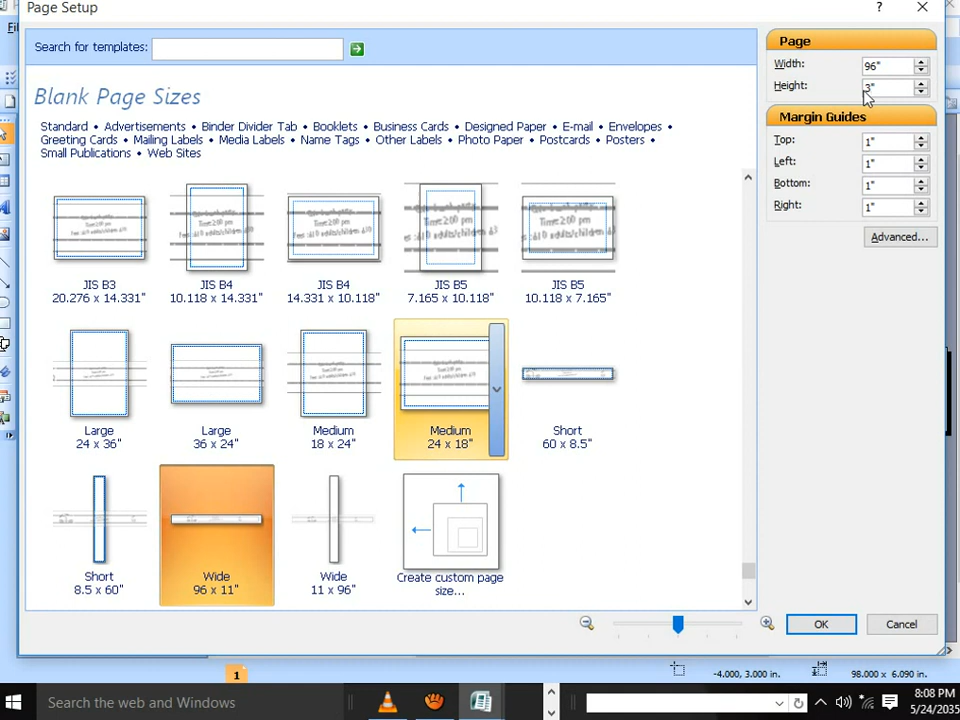 Page Setup
?
Search for templates:
Blank Page Sizes
Standard • Advertisements • Binder Divider Tab • Booklets • Business Cards • Designed Paper • E-mail • Envelopes •
Greeting Cards • Mailing Labels • Media Labels • Name Tags • Other Labels • Photo Paper • Postcards • Posters •
Small Publications • Web Sites
JIS B3
20.276 x 14.331"
JIS B4
10.118 x 14.331"
JIS B4
14.331 x 10.118"
JIS B5
7.165 x 10.118"
JIS B5
10.118 x 7.165"
Large
24 x 36"
Large
36 x 24"
Medium
18 x 24"
Medium
24 x 18"
Short
60 x 8.5"
Short
8.5 x 60"
Wide
96 x 11"
Wide
11 x 96"
Create custom page
size...
Page
Width: 96"
Height: 3"
Margin Guides
Top: 1"
Left: 1"
Bottom: 1"
Right: 1"
Advanced...
OK
Cancel
1
-4.000, 3.000 in.
98.000 x 6.090 in.
Search the web and Windows
8:08 PM
5/24/2035